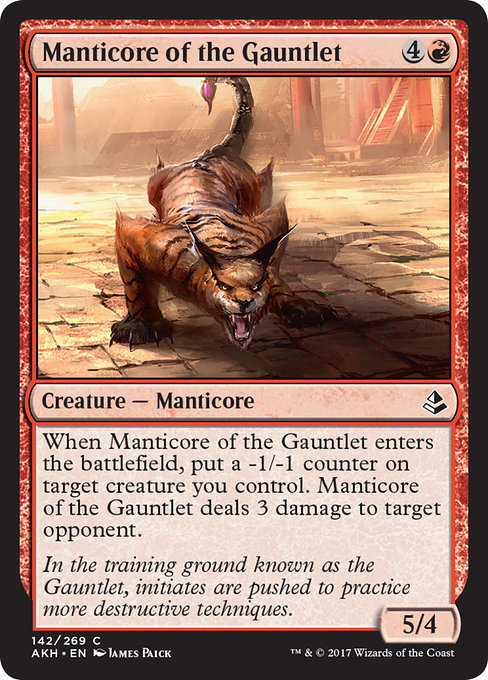 Manticore of the Gauntlet 4
Creature — Manticore
When Manticore of the Gauntlet enters
the battlefield, put a -1/-1 counter on
target creature you control. Manticore
of the Gauntlet deals 3 damage to target
opponent.
In the training ground known as the
Gauntlet, initiates are pushed to practice
more destructive techniques.
5/4
142/269 C
AKH • EN James Paick
™ & © 2017 Wizards of the Coast